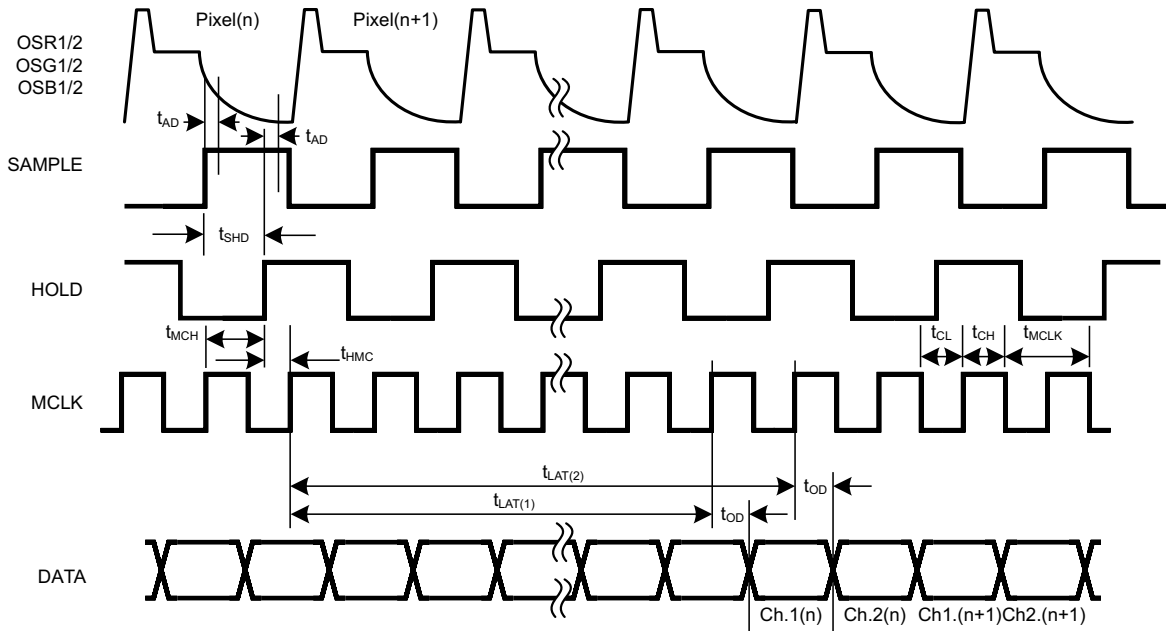 Pixel(n) Pixel(n+1)
OSR1/2
OSG1/2
OSB1/2
tAD
tAD
SAMPLE
tSHD
HOLD
tMCH
tHMC
tCL tCH tMCLK
MCLK
tLAT(2)
tOD
tLAT(1)
tOD
DATA
Ch.1(n) Ch.2(n) Ch1.(n+1) Ch2.(n+1)